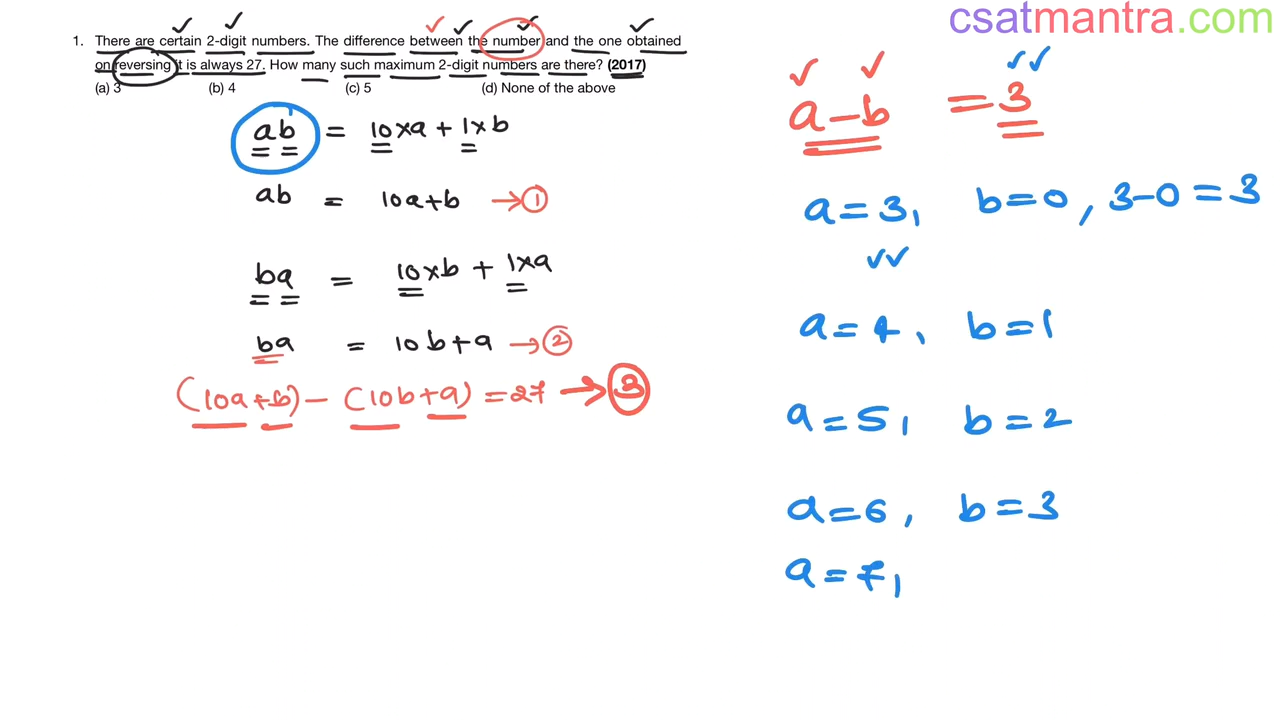 csatmantra.com
1. There are certain 2-digit numbers. The difference between the number and the one obtained
on reversing it is always 27. How many such maximum 2-digit numbers are there? (2017)
(a) 3 (b) 4 (c) 5 (d) None of the above
ab = 10×a + 1×b
ab = 10a+b → ①
ba = 10×b + 1×a
ba = 10b+a → ②
(10a+b) – (10b+a) = 27 → ③
a – b = 3
a = 3, b = 0, 3-0 = 3
a = 4, b = 1
a = 5, b = 2
a = 6, b = 3
a = 7,